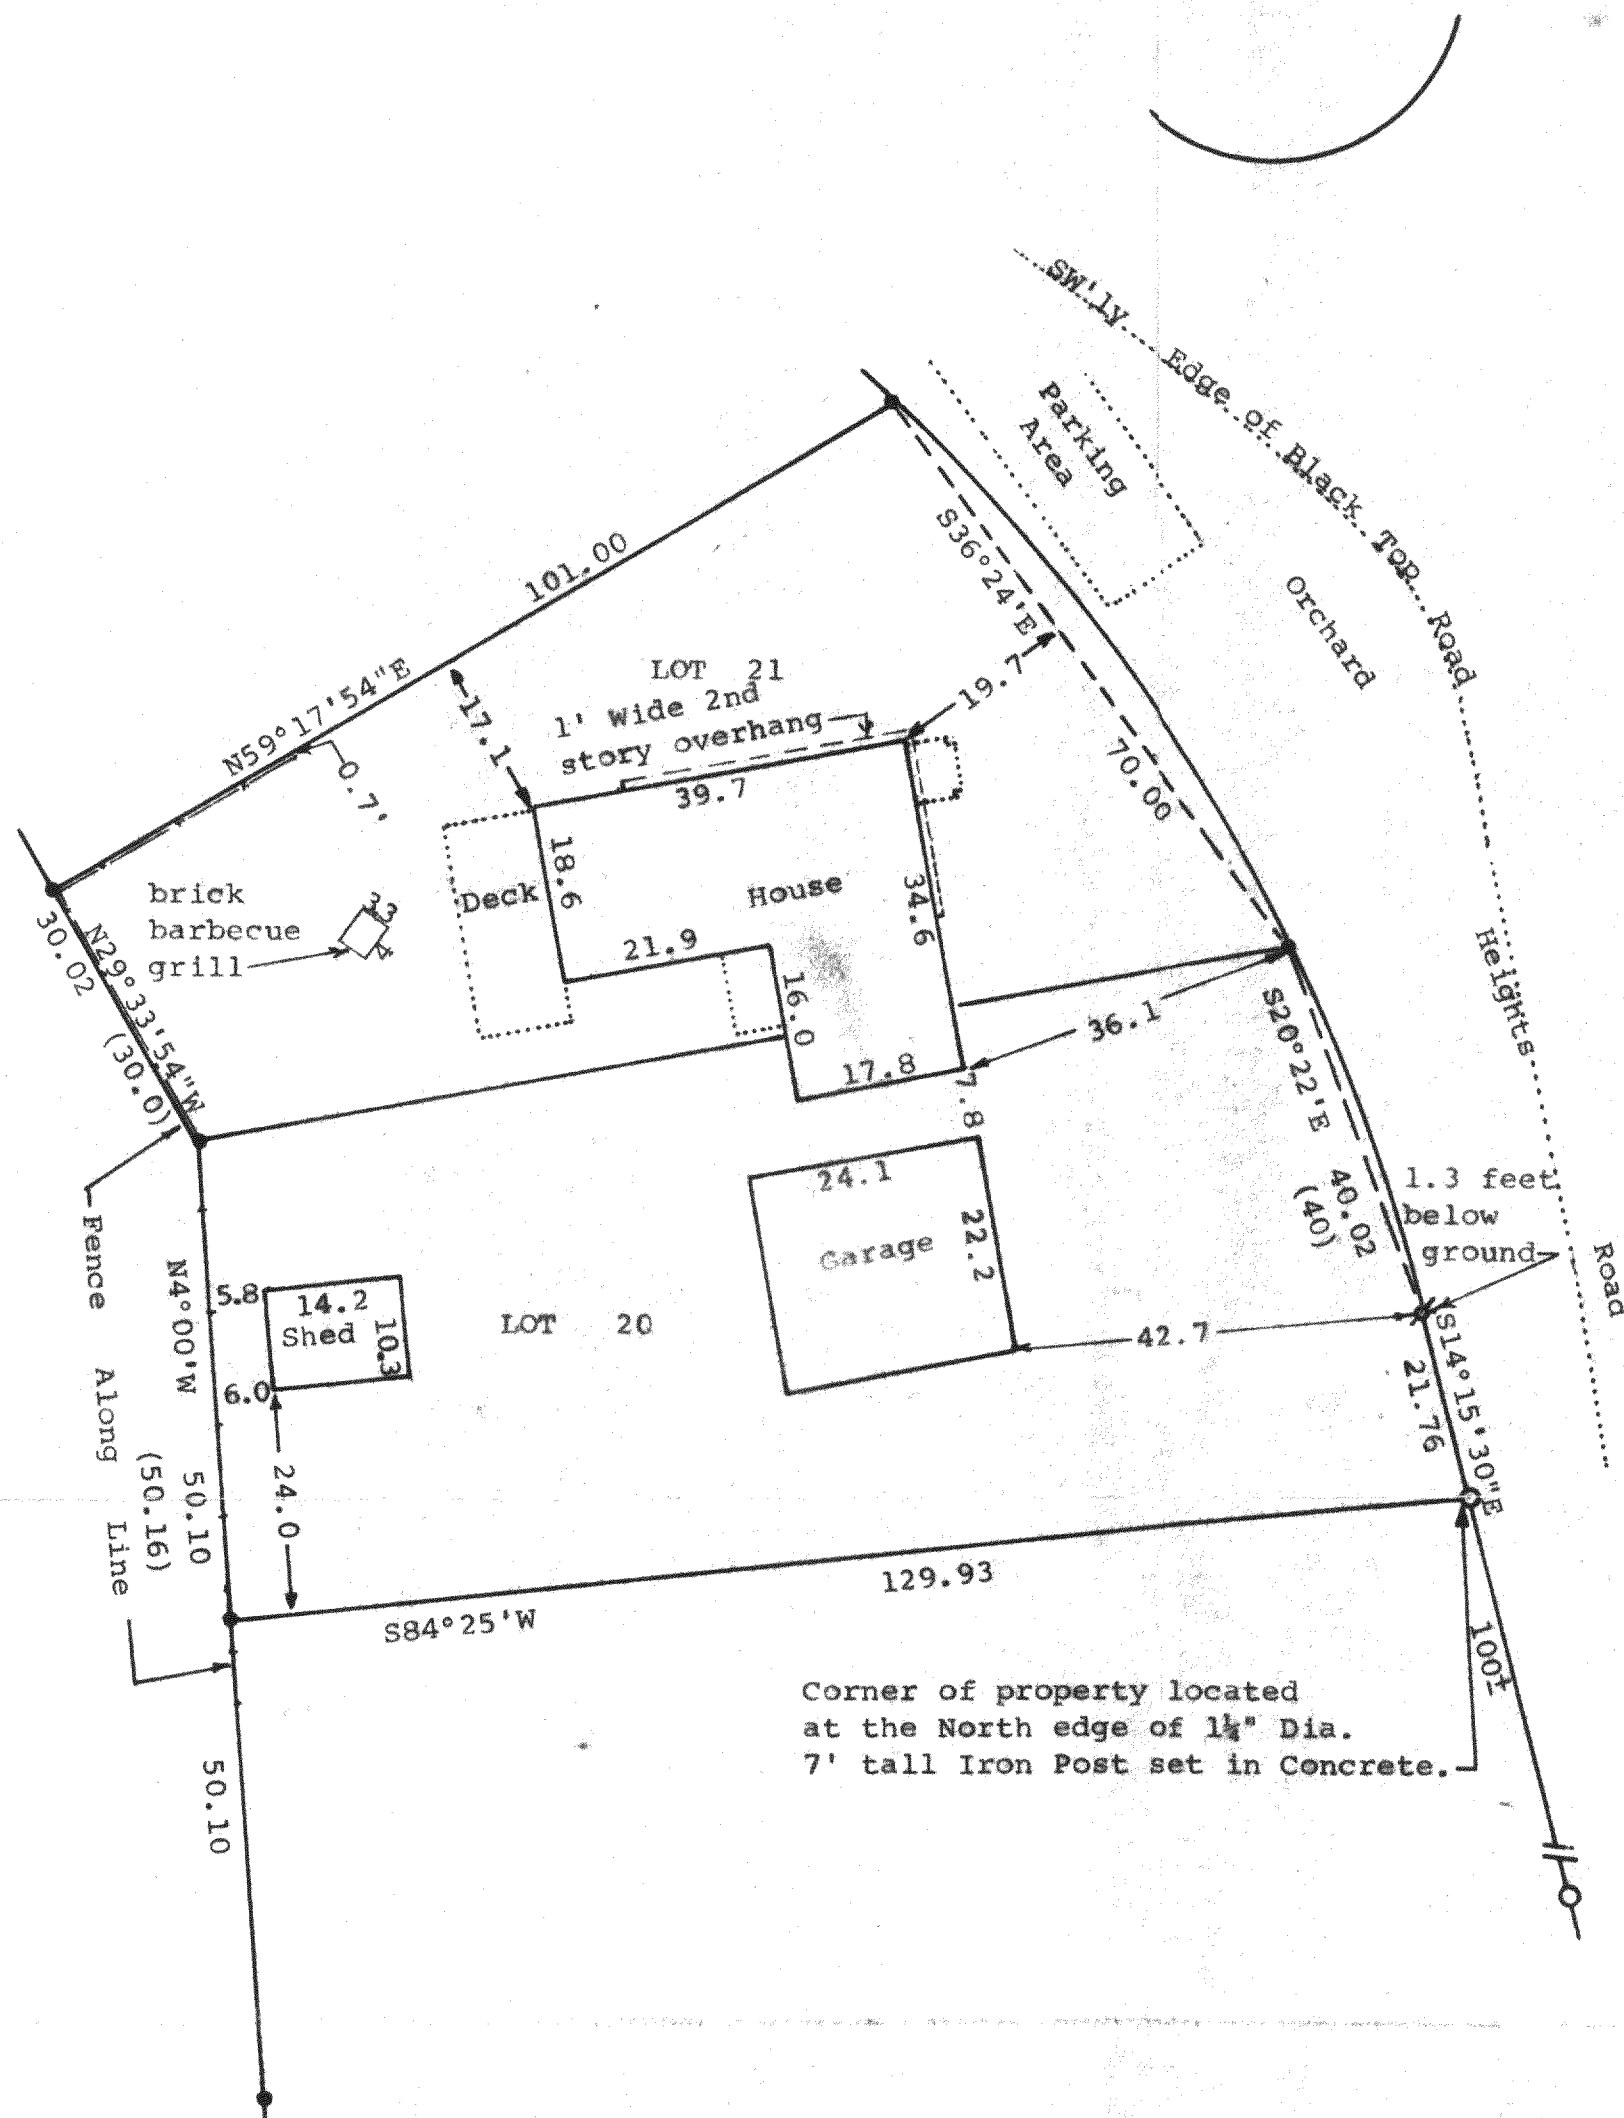 SW'ly Edge of Black Top Road
Parking
Area
Orchard Heights Road
S36°24'E
70.00
101.00
N59°17'54"E
0.7'
17.1
LOT 21
1' Wide 2nd
story overhang
19.7
39.7
18.6
Deck
House
34.6
21.9
16.0
17.8
7.8
36.1
brick
barbecue
grill
3.3
4
30.02
N29°33'54"W
(30.0)
S20°22'E
40.02
(40)
1.3 feet
below
ground
24.1
22.2
Garage
42.7
S14°15'30"E
21.76
Fence Along Line
N4°00'W 50.10
(50.16)
5.8
14.2
Shed
10.3
6.0
24.0
LOT 20
129.93
S84°25'W
100±
Corner of property located
at the North edge of 1¼" Dia.
7' tall Iron Post set in Concrete.
50.10